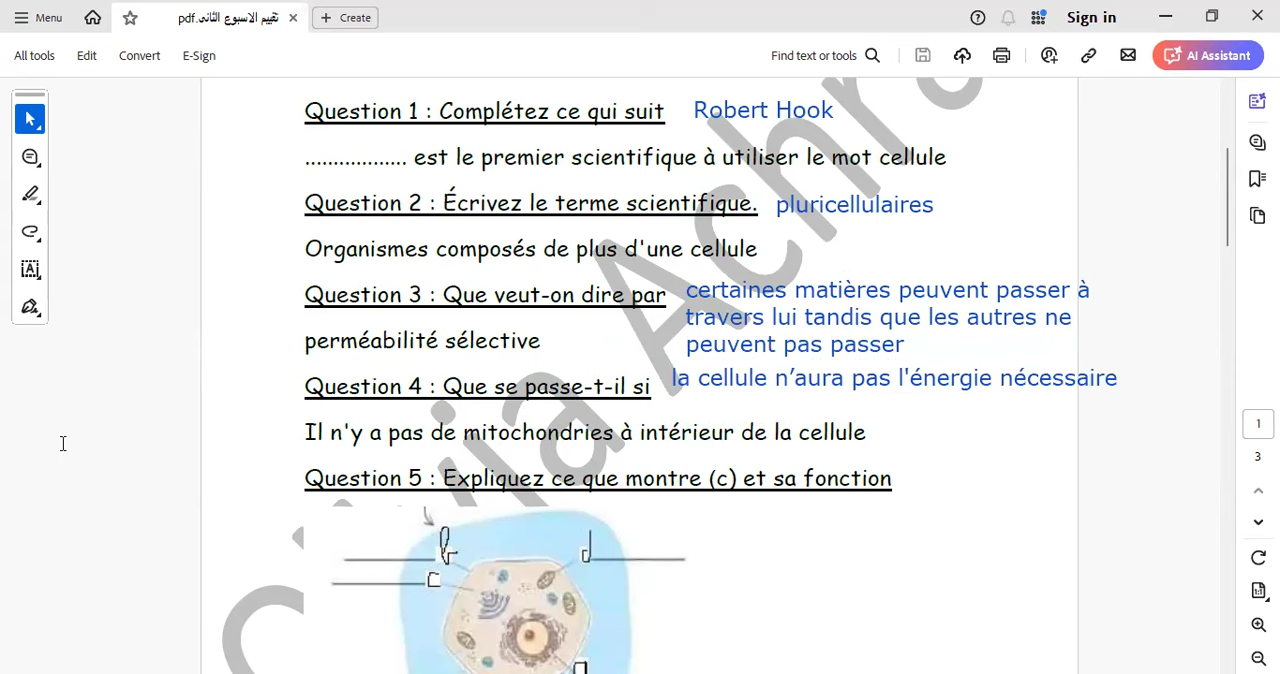 Menu
تقييم الاسبوع الثانى.pdf
Create
Sign in
All tools
Edit
Convert
E-Sign
Find text or tools
AI Assistant
Question 1 : Complétez ce qui suit
Robert Hook
.................. est le premier scientifique à utiliser le mot cellule
Question 2 : Écrivez le terme scientifique.
pluricellulaires
Organismes composés de plus d'une cellule
Question 3 : Que veut-on dire par
certaines matières peuvent passer à
travers lui tandis que les autres ne
peuvent pas passer
perméabilité sélective
Question 4 : Que se passe-t-il si
la cellule n’aura pas l'énergie nécessaire
Il n'y a pas de mitochondries à intérieur de la cellule
Question 5 : Expliquez ce que montre (c) et sa fonction
b
d
c
a
1
3